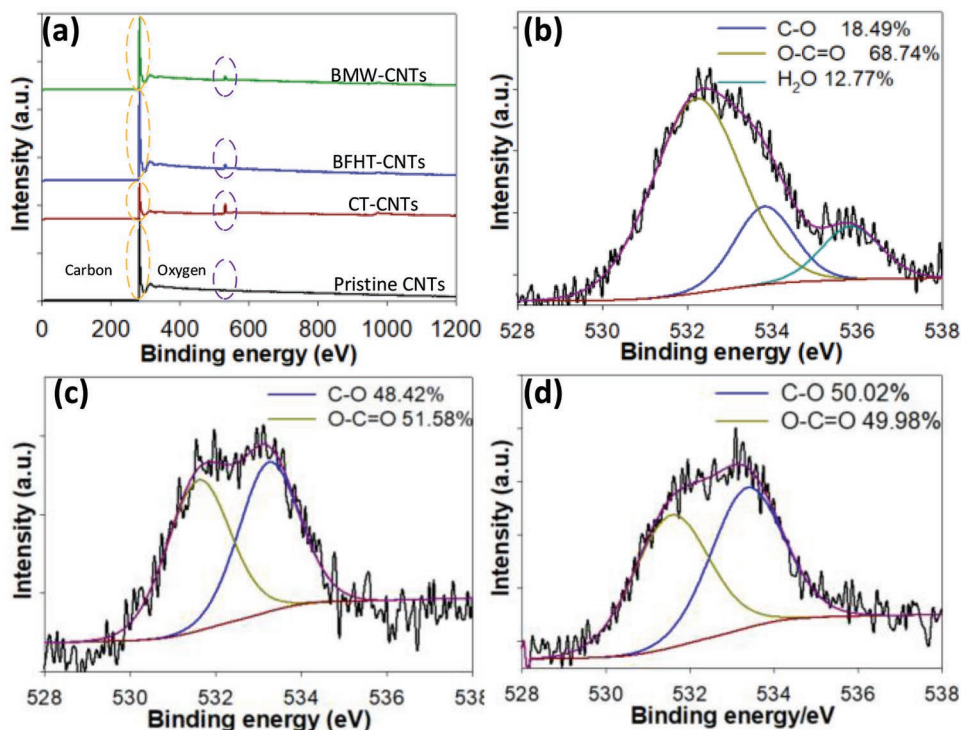 (a)
Intensity (a.u.)
BMW-CNTs
BFHT-CNTs
CT-CNTs
Carbon
Oxygen
Pristine CNTs
0 200 400 600 800 1000 1200
Binding energy (eV)
(b)
C-O 18.49%
O-C=O 68.74%
H₂O 12.77%
Intensity (a.u.)
528 530 532 534 536 538
Binding energy (eV)
(c)
C-O 48.42%
O-C=O 51.58%
Intensity (a.u.)
528 530 532 534 536 538
Binding energy (eV)
(d)
C-O 50.02%
O-C=O 49.98%
Intensity (a.u.)
528 530 532 534 536 538
Binding energy/eV